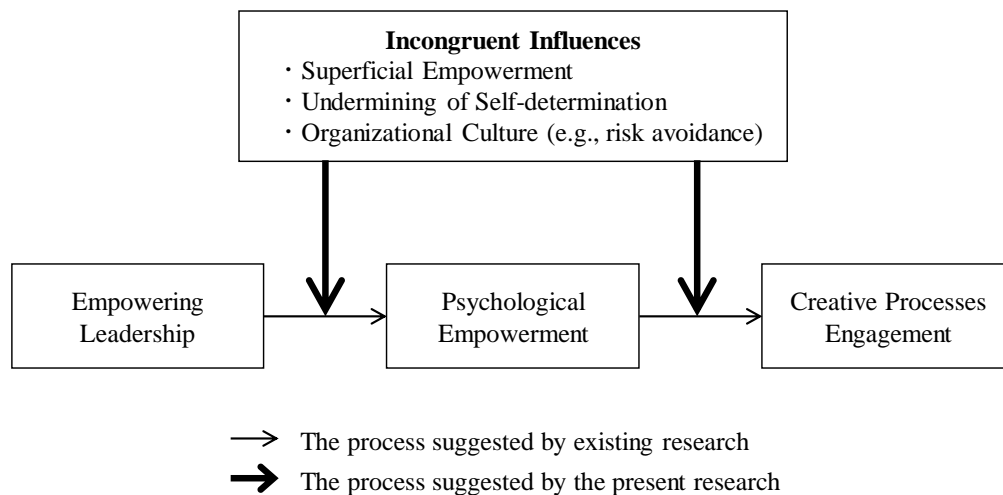 Incongruent Influences
・Superficial Empowerment
・Undermining of Self-determination
・Organizational Culture (e.g., risk avoidance)
Empowering
Leadership
Psychological
Empowerment
Creative Processes
Engagement
The process suggested by existing research
The process suggested by the present research